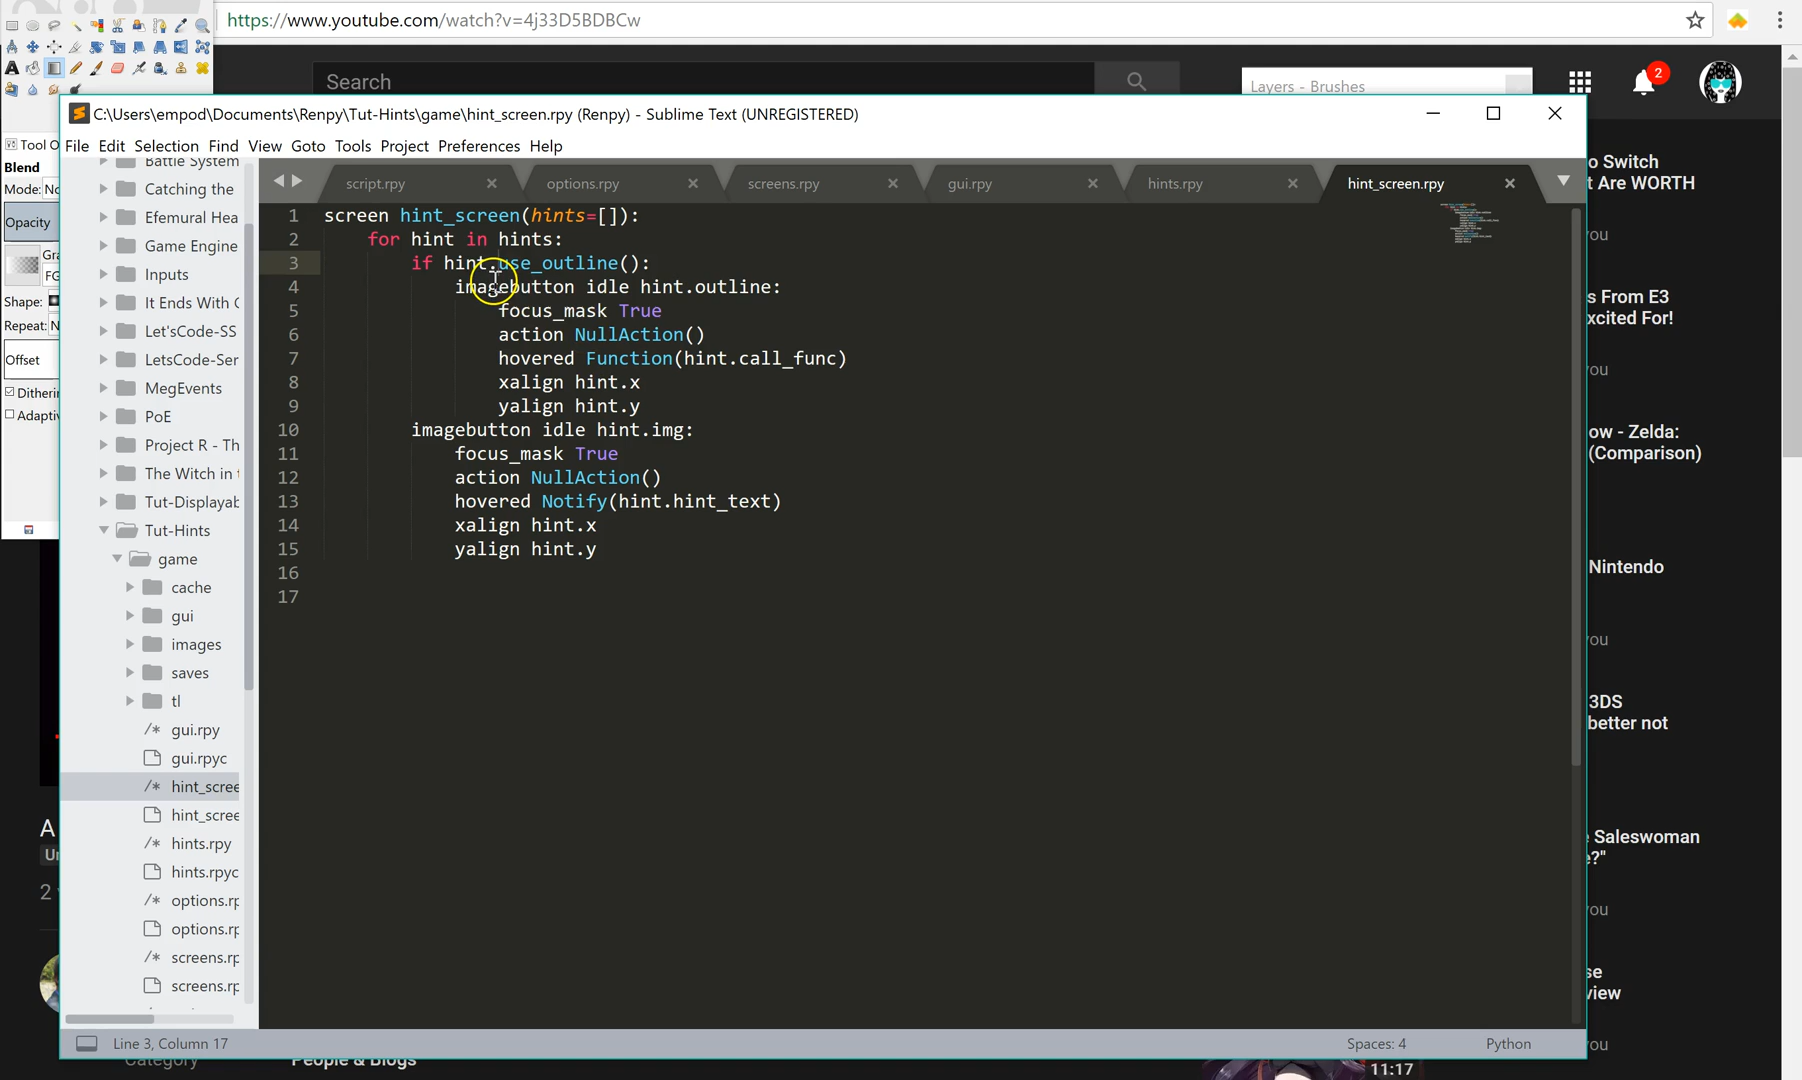 https://www.youtube.com/watch?v=4j33D5BDBCw
Search
Layers - Brushes
2
C:\Users\empod\Documents\Renpy\Tut-Hints\game\hint_screen.rpy (Renpy) - Sublime Text (UNREGISTERED)
File Edit Selection Find View Goto Tools Project Preferences Help
script.rpy
options.rpy
screens.rpy
gui.rpy
hints.rpy
hint_screen.rpy
1 screen hint_screen(hints=[]):
2 for hint in hints:
3 if hint.use_outline():
4 imagebutton idle hint.outline:
5 focus_mask True
6 action NullAction()
7 hovered Function(hint.call_func)
8 xalign hint.x
9 yalign hint.y
10 imagebutton idle hint.img:
11 focus_mask True
12 action NullAction()
13 hovered Notify(hint.hint_text)
14 xalign hint.x
15 yalign hint.y
16
17
Battle System
Catching the
Efemural Hea
Game Engine
Inputs
It Ends With
Let'sCode-SS
LetsCode-Ser
MegEvents
PoE
Project R - Th
The Witch in t
Tut-Displayab
Tut-Hints
game
cache
gui
images
saves
tl
/* gui.rpy
gui.rpyc
/* hint_scree
hint_scree
/* hints.rpy
hints.rpyc
/* options.rp
options.rp
/* screens.rp
screens.rp
Line 3, Column 17
Spaces: 4
Python
Tool O
Blend
Mode: No
Opacity
Gra
FG
Shape:
Repeat: N
Offset
Ditherin
Adaptiv
A
Un
2
Category
People & Blogs
o Switch
t Are WORTH
ou
s From E3
xcited For!
ou
ow - Zelda:
(Comparison)
ou
Nintendo
ou
3DS
better not
ou
Saleswoman
e?"
ou
se
view
ou
11:17